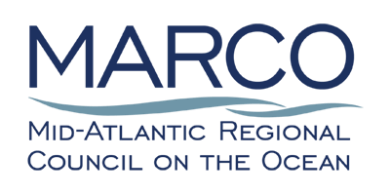 MARCO
MID-ATLANTIC REGIONAL
COUNCIL ON THE OCEAN